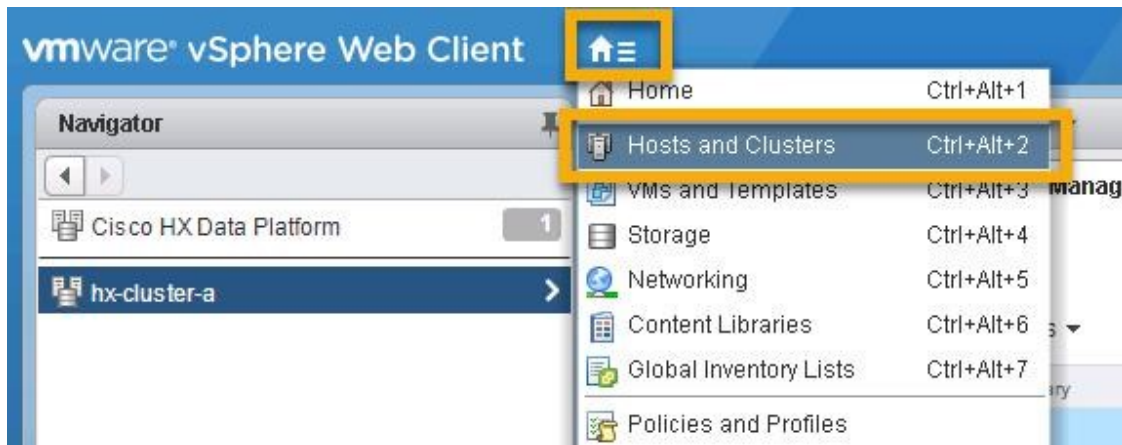 vmware® vSphere Web Client
Navigator
Cisco HX Data Platform 1
hx-cluster-a
Home Ctrl+Alt+1
Hosts and Clusters Ctrl+Alt+2
VMs and Templates Ctrl+Alt+3
Storage Ctrl+Alt+4
Networking Ctrl+Alt+5
Content Libraries Ctrl+Alt+6
Global Inventory Lists Ctrl+Alt+7
Policies and Profiles
Manag
s
ary